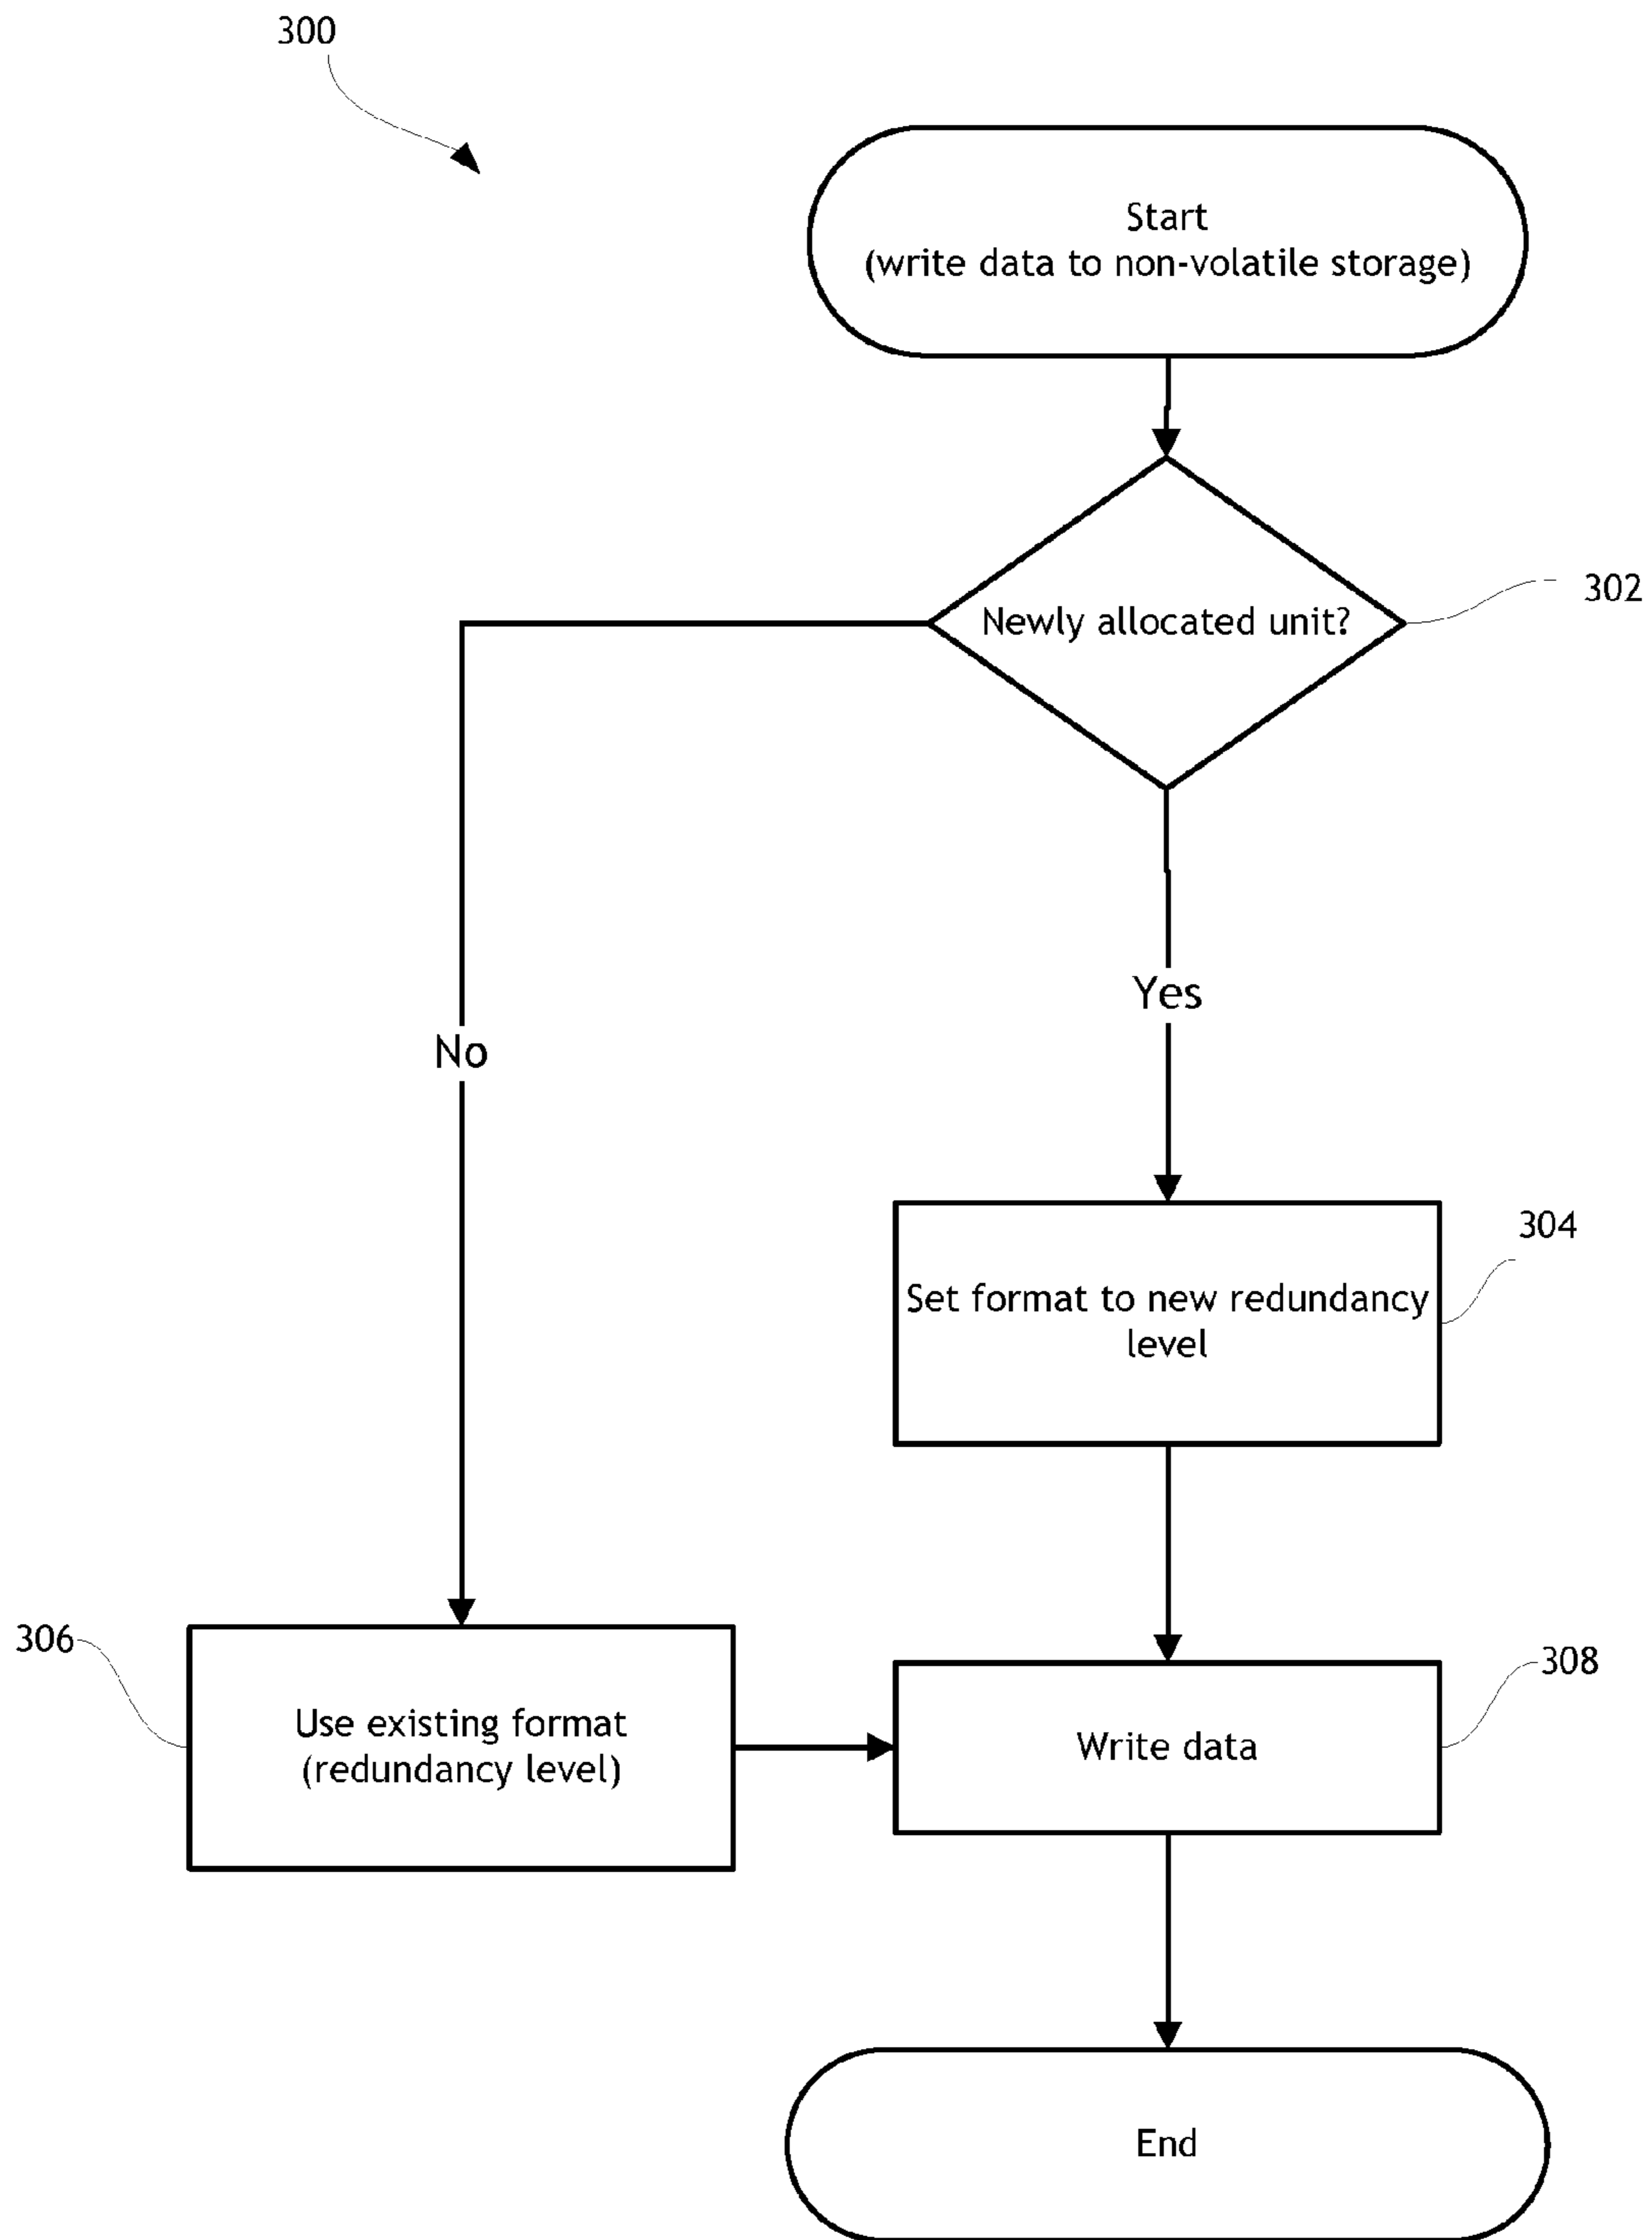 300
Start
(write data to non-volatile storage)
302
Newly allocated unit?
Yes
No
304
Set format to new redundancy
level
306
Use existing format
(redundancy level)
308
Write data
End